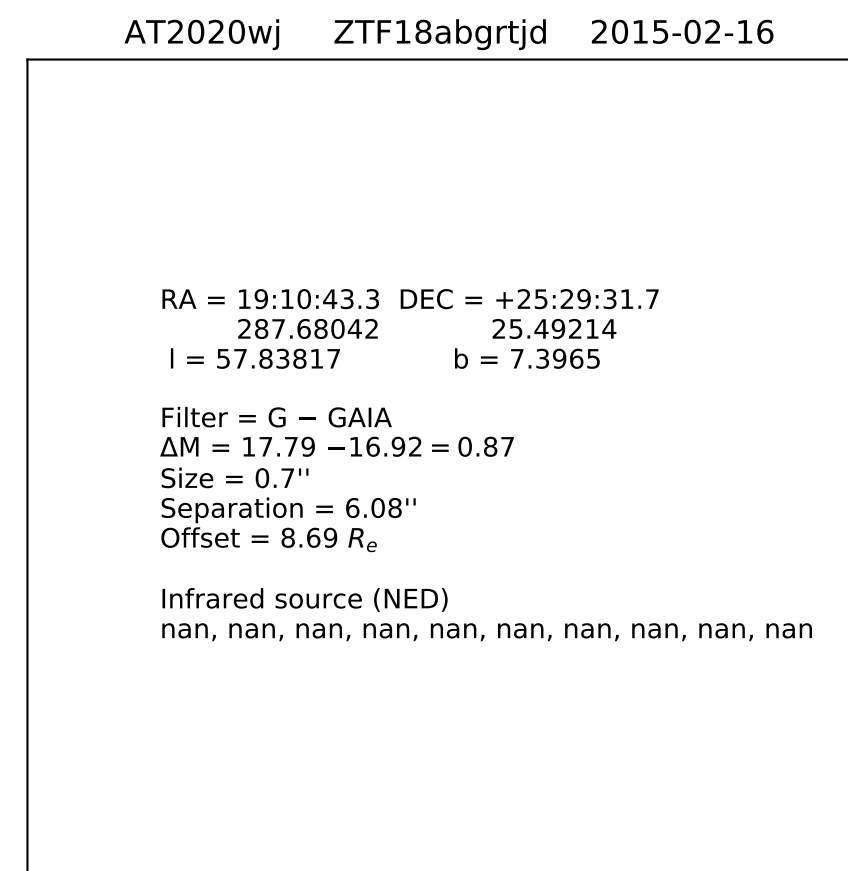 AT2020wj ZTF18abgrtjd 2015-02-16
RA = 19:10:43.3 DEC = +25:29:31.7
287.68042 25.49214
l = 57.83817 b = 7.3965
Filter = G − GAIA
ΔM = 17.79 −16.92 = 0.87
Size = 0.7''
Separation = 6.08''
Offset = 8.69 Re
Infrared source (NED)
nan, nan, nan, nan, nan, nan, nan, nan, nan, nan